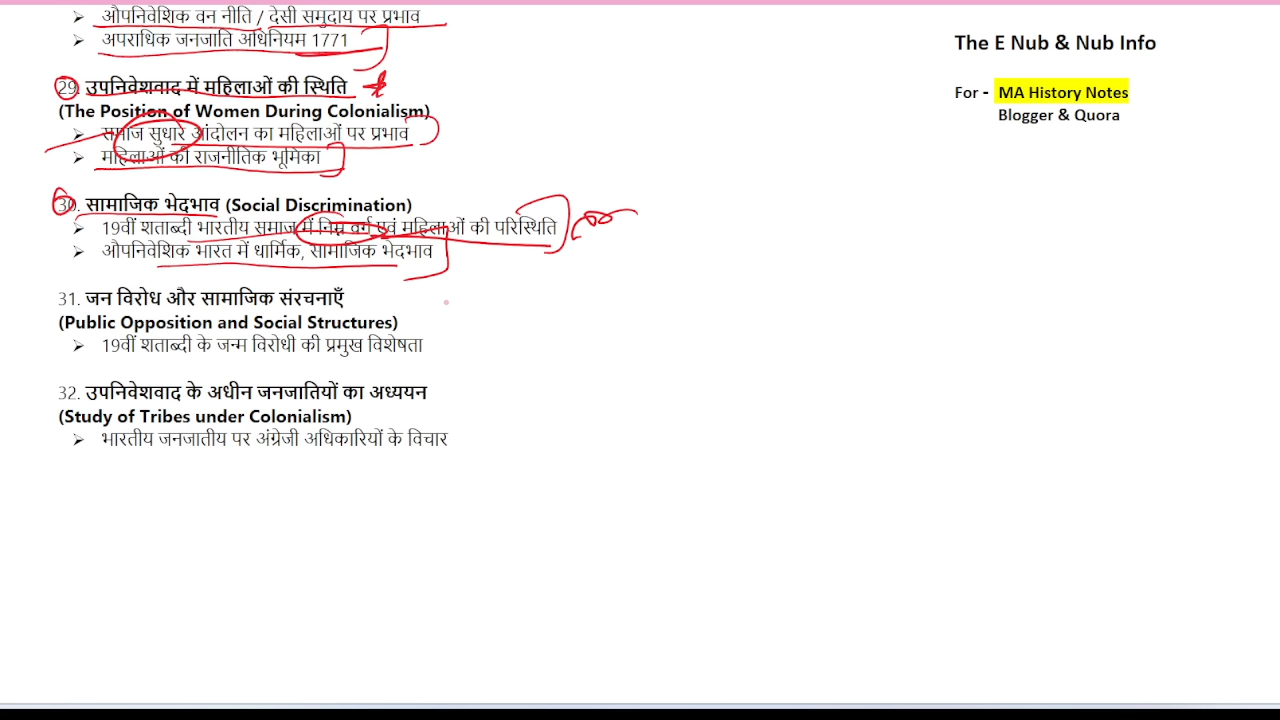 ➢ औपनिवेशिक वन नीति / देसी समुदाय पर प्रभाव
➢ अपराधिक जनजाति अधिनियम 1771
29. उपनिवेशवाद में महिलाओं की स्थिति
(The Position of Women During Colonialism)
➢ समाज सुधार आंदोलन का महिलाओं पर प्रभाव
➢ महिलाओं की राजनीतिक भूमिका
30. सामाजिक भेदभाव (Social Discrimination)
➢ 19वीं शताब्दी भारतीय समाज में निम्न वर्ग एवं महिलाओं की परिस्थिति
➢ औपनिवेशिक भारत में धार्मिक, सामाजिक भेदभाव
31. जन विरोध और सामाजिक संरचनाएँ
(Public Opposition and Social Structures)
➢ 19वीं शताब्दी के जन्म विरोधी की प्रमुख विशेषता
32. उपनिवेशवाद के अधीन जनजातियों का अध्ययन
(Study of Tribes under Colonialism)
➢ भारतीय जनजातीय पर अंग्रेजी अधिकारियों के विचार
The E Nub & Nub Info
For - MA History Notes
Blogger & Quora